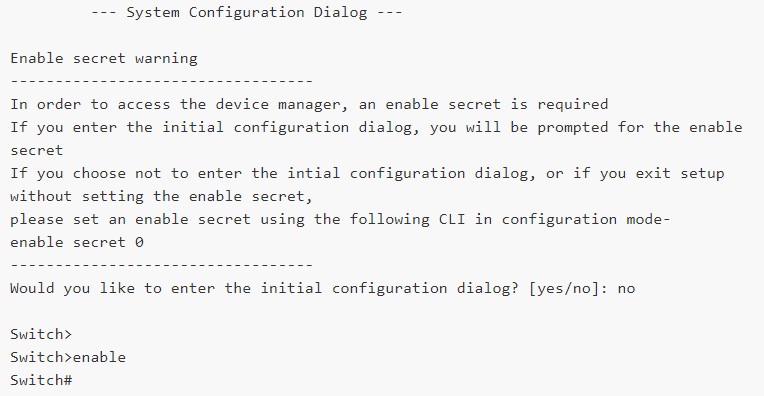 --- System Configuration Dialog ---
Enable secret warning
----------------------------------
In order to access the device manager, an enable secret is required
If you enter the initial configuration dialog, you will be prompted for the enable
secret
If you choose not to enter the intial configuration dialog, or if you exit setup
without setting the enable secret,
please set an enable secret using the following CLI in configuration mode-
enable secret 0
----------------------------------
Would you like to enter the initial configuration dialog? [yes/no]: no
Switch>
Switch>enable
Switch#